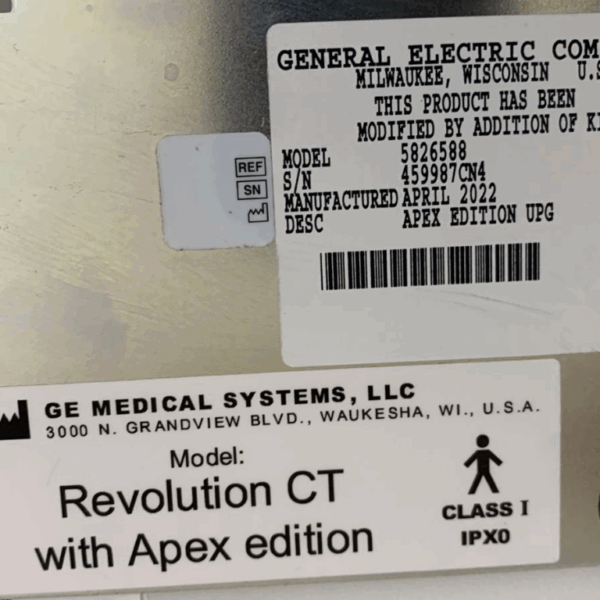 GENERAL ELECTRIC COM
MILWAUKEE, WISCONSIN U.S
THIS PRODUCT HAS BEEN
MODIFIED BY ADDITION OF KI
MODEL 5826588
S/N 459987CN4
MANUFACTURED APRIL 2022
DESC APEX EDITION UPG
REF
SN
GE MEDICAL SYSTEMS, LLC
3000 N. GRANDVIEW BLVD., WAUKESHA, WI., U.S.A.
Model:
Revolution CT
with Apex edition
CLASS I
IPX0